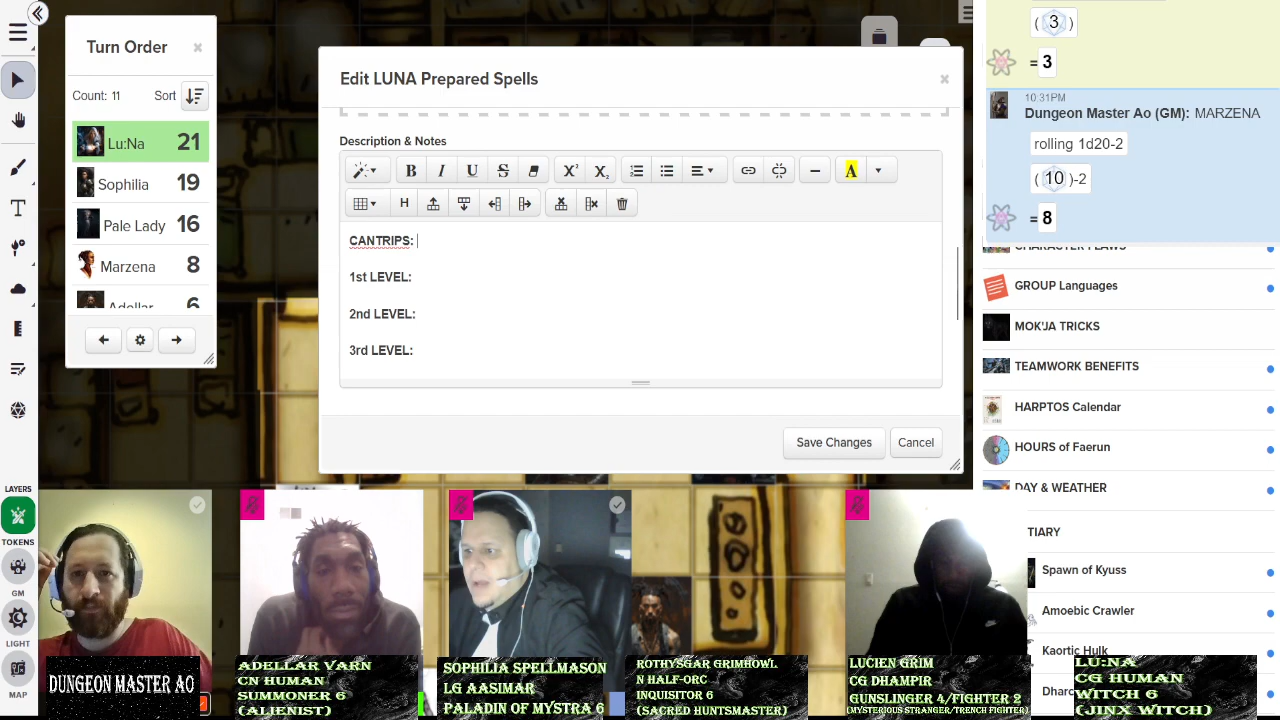 Turn Order
Count: 11
Sort
Lu:Na 21
Sophilia 19
Pale Lady 16
Marzena 8
Adellar 6
Edit LUNA Prepared Spells
Description & Notes
B I U S X² X₂ A
H
CANTRIPS:
1st LEVEL:
2nd LEVEL:
3rd LEVEL:
Save Changes
Cancel
( 3 )
=3
10:31PM
Dungeon Master Ao (GM): MARZENA
rolling 1d20-2
( 10 )-2
=8
CHARACTER FLAWS
GROUP Languages
MOK'JA TRICKS
TEAMWORK BENEFITS
HARPTOS Calendar
HOURS of Faerun
DAY & WEATHER
TIARY
Spawn of Kyuss
Amoebic Crawler
Kaortic Hulk
Dharc
LAYERS
TOKENS
GM
LIGHT
MAP
DUNGEON MASTER AO
ADELLAR VARN
CN HUMAN
SUMMONER 6
(ALIENIST)
SOPHILIA SPELLMASON
LG AASIMAR
PALADIN OF MYSTRA 6
ROTHYSGAR GRIMHOWL
N HALF-ORC
INQUISITOR 6
(SACRED HUNTSMASTER)
LUCIEN GRIM
CG DHAMPIR
GUNSLINGER 4/FIGHTER 2
(MYSTERIOUS STRANGER/TRENCH FIGHTER)
LU:NA
CG HUMAN
WITCH 6
(JINX WITCH)